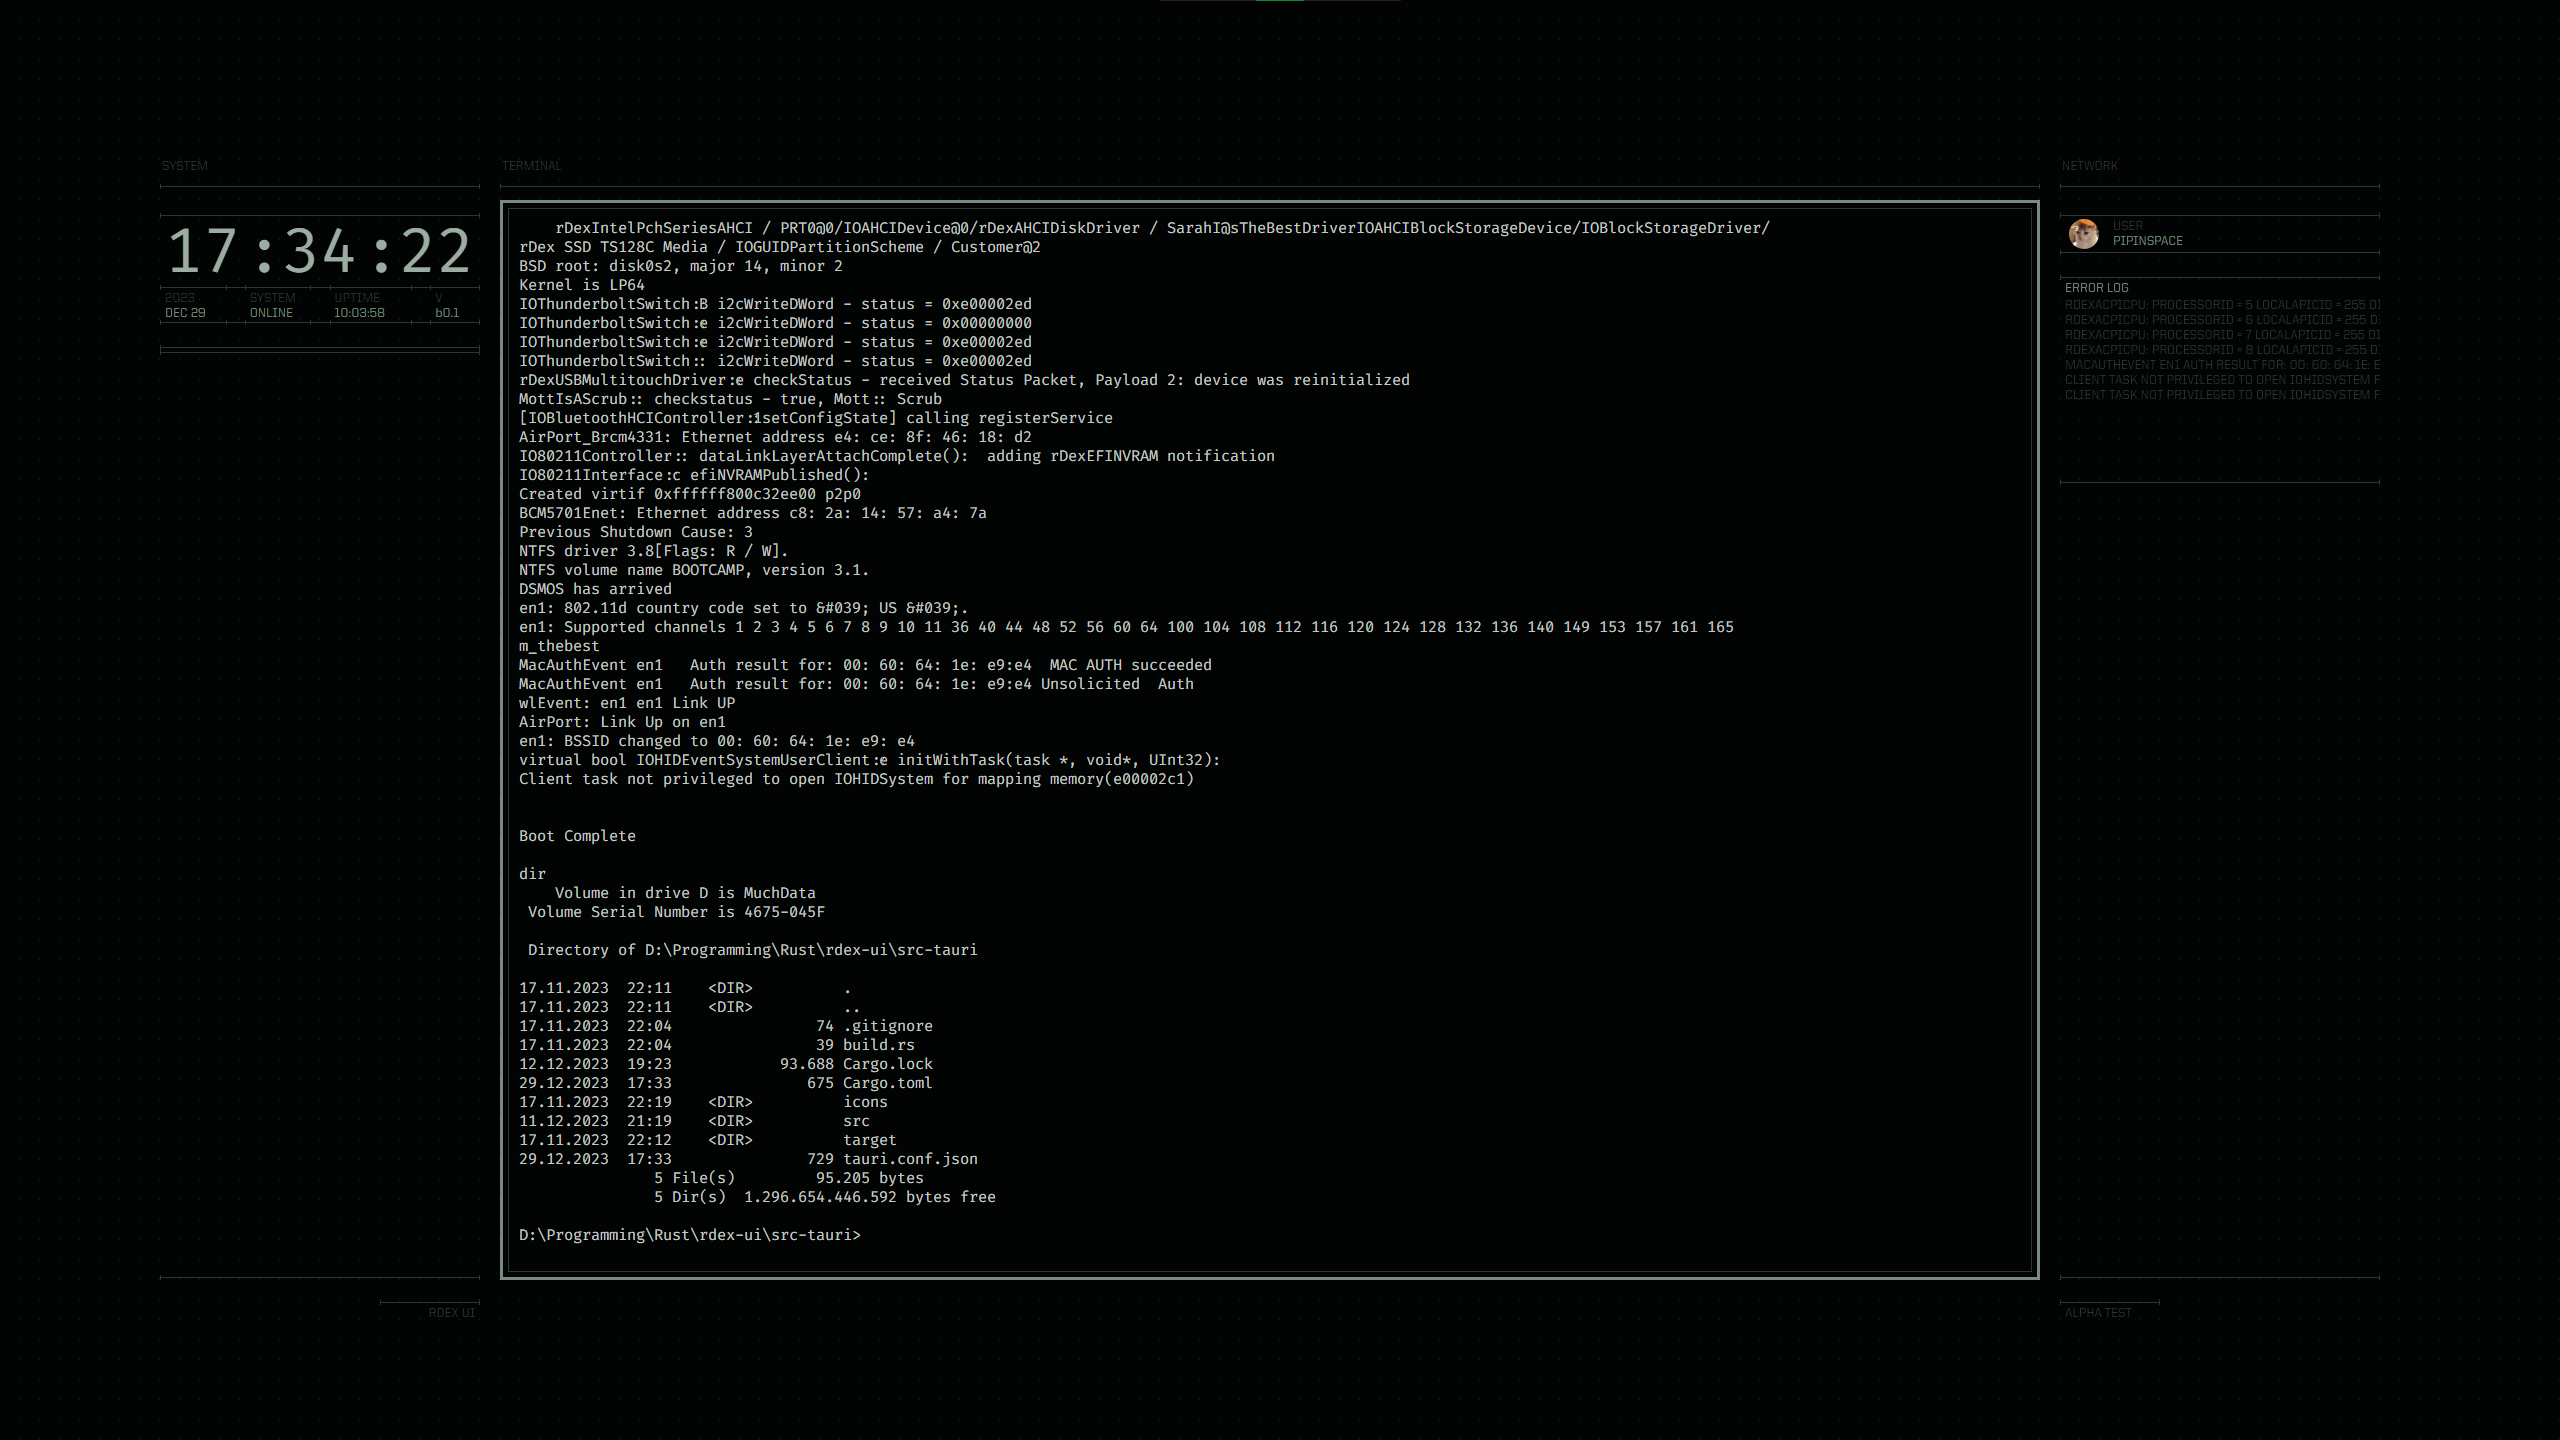 SYSTEM
17:34:22
2023 SYSTEM UPTIME V
DEC 29 ONLINE 10:03:58 b0.1
RDEX UI
TERMINAL
rDexIntelPchSeriesAHCI / PRT0@0/IOAHCIDevice@0/rDexAHCIDiskDriver / SarahI@sTheBestDriverIOAHCIBlockStorageDevice/IOBlockStorageDriver/
rDex SSD TS128C Media / IOGUIDPartitionScheme / Customer@2
BSD root: disk0s2, major 14, minor 2
Kernel is LP64
IOThunderboltSwitch:B i2cWriteDWord - status = 0xe00002ed
IOThunderboltSwitch:e i2cWriteDWord - status = 0x00000000
IOThunderboltSwitch:e i2cWriteDWord - status = 0xe00002ed
IOThunderboltSwitch:: i2cWriteDWord - status = 0xe00002ed
rDexUSBMultitouchDriver:e checkStatus - received Status Packet, Payload 2: device was reinitialized
MottIsAScrub:: checkstatus - true, Mott:: Scrub
[IOBluetoothHCIController:1setConfigState] calling registerService
AirPort_Brcm4331: Ethernet address e4: ce: 8f: 46: 18: d2
IO80211Controller:: dataLinkLayerAttachComplete():  adding rDexEFINVRAM notification
IO80211Interface:c efiNVRAMPublished():
Created virtif 0xffffff800c32ee00 p2p0
BCM5701Enet: Ethernet address c8: 2a: 14: 57: a4: 7a
Previous Shutdown Cause: 3
NTFS driver 3.8[Flags: R / W].
NTFS volume name BOOTCAMP, version 3.1.
DSMOS has arrived
en1: 802.11d country code set to &#039; US &#039;.
en1: Supported channels 1 2 3 4 5 6 7 8 9 10 11 36 40 44 48 52 56 60 64 100 104 108 112 116 120 124 128 132 136 140 149 153 157 161 165
m_thebest
MacAuthEvent en1   Auth result for: 00: 60: 64: 1e: e9:e4  MAC AUTH succeeded
MacAuthEvent en1   Auth result for: 00: 60: 64: 1e: e9:e4 Unsolicited  Auth
wlEvent: en1 en1 Link UP
AirPort: Link Up on en1
en1: BSSID changed to 00: 60: 64: 1e: e9: e4
virtual bool IOHIDEventSystemUserClient:e initWithTask(task *, void*, UInt32):
Client task not privileged to open IOHIDSystem for mapping memory(e00002c1)
Boot Complete
dir
Volume in drive D is MuchData
Volume Serial Number is 4675-045F
Directory of D:\Programming\Rust\rdex-ui\src-tauri
17.11.2023  22:11    <DIR>          .
17.11.2023  22:11    <DIR>          ..
17.11.2023  22:04                74 .gitignore
17.11.2023  22:04                39 build.rs
12.12.2023  19:23            93.688 Cargo.lock
29.12.2023  17:33               675 Cargo.toml
17.11.2023  22:19    <DIR>          icons
11.12.2023  21:19    <DIR>          src
17.11.2023  22:12    <DIR>          target
29.12.2023  17:33               729 tauri.conf.json
5 File(s)         95.205 bytes
5 Dir(s)  1.296.654.446.592 bytes free
D:\Programming\Rust\rdex-ui\src-tauri>
NETWORK
USER
PIPINSPACE
ERROR LOG
RDEXACPICPU: PROCESSORID = 5 LOCALAPICID = 255 DI
RDEXACPICPU: PROCESSORID = 6 LOCALAPICID = 255 D
RDEXACPICPU: PROCESSORID = 7 LOCALAPICID = 255 DI
RDEXACPICPU: PROCESSORID = 8 LOCALAPICID = 255 D
MACAUTHEVENT EN1 AUTH RESULT FOR: 00: 60: 64: 1E: E
CLIENT TASK NOT PRIVILEGED TO OPEN IOHIDSYSTEM F
CLIENT TASK NOT PRIVILEGED TO OPEN IOHIDSYSTEM F
ALPHA TEST